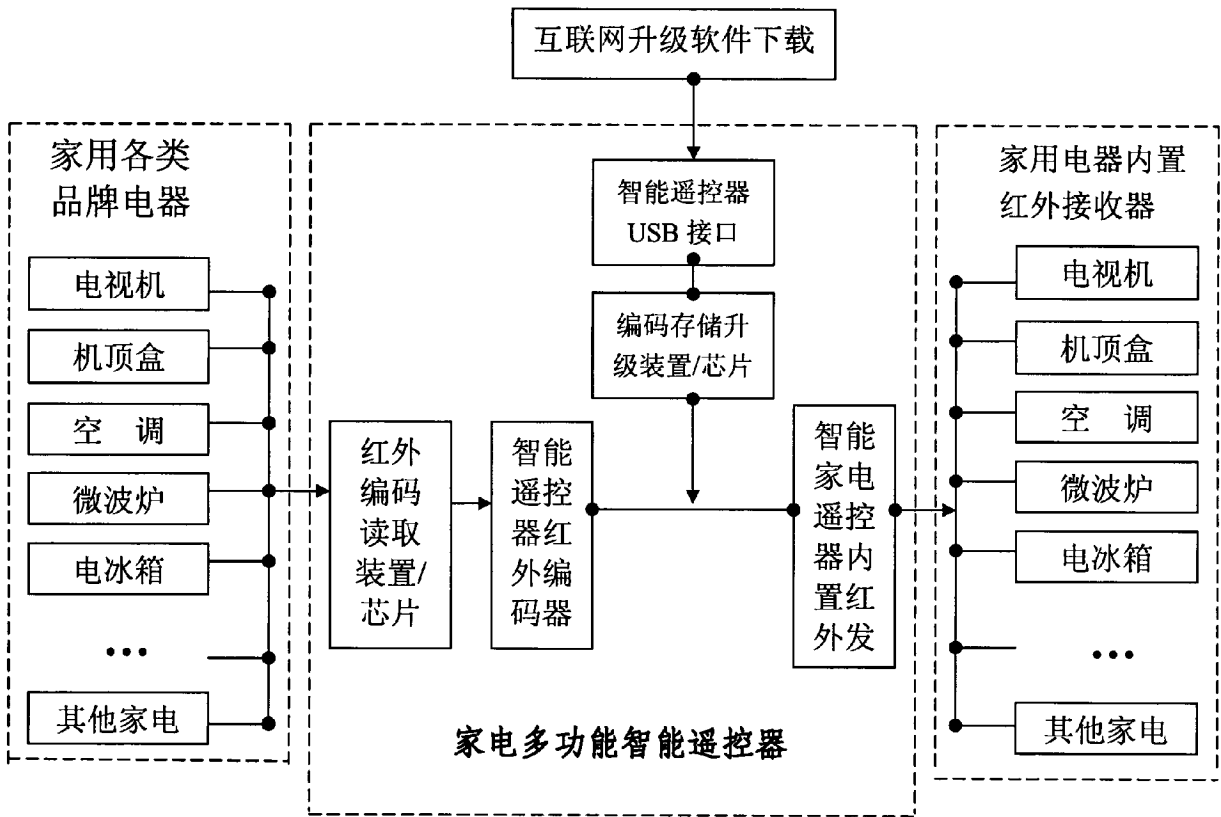 互联网升级软件下载
家用各类
品牌电器
电视机
机顶盒
空 调
微波炉
电冰箱
...
其他家电
智能遥控器
USB 接口
编码存储升
级装置/芯片
红外
编码
读取
装置/
芯片
智能
遥控
器红
外编
码器
智能
家电
遥控
器内
置红
外发
家电多功能智能遥控器
家用电器内置
红外接收器
电视机
机顶盒
空 调
微波炉
电冰箱
...
其他家电